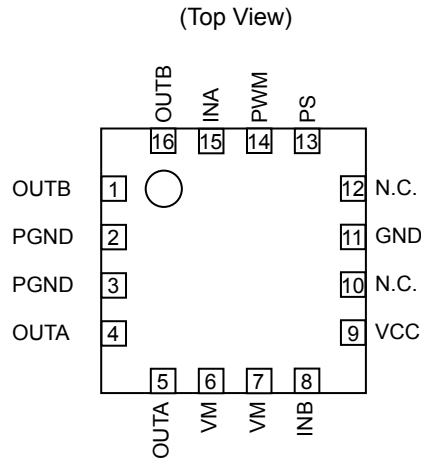 (Top View)
OUTB
INA
PWM
PS
16
15
14
13
OUTB 1
PGND 2
PGND 3
OUTA 4
12 N.C.
11 GND
10 N.C.
9 VCC
5
6
7
8
OUTA
VM
VM
INB